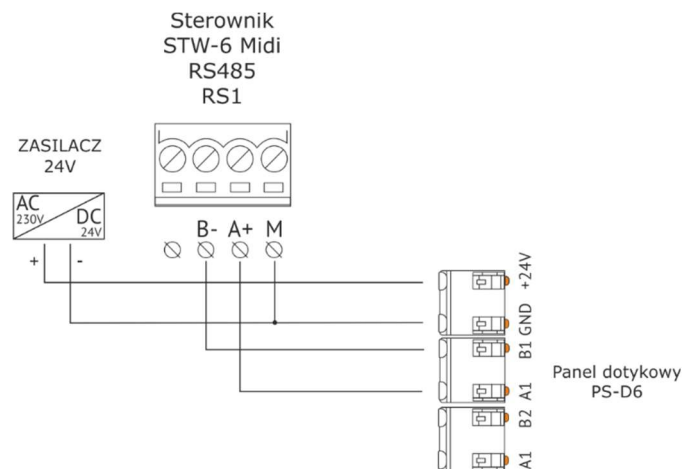 Sterownik
STW-6 Midi
RS485
RS1
ZASILACZ
24V
AC
230V
DC
24V
+ -
B- A+ M
+24V
GND
B1
A1
B2
A1
Panel dotykowy
PS-D6